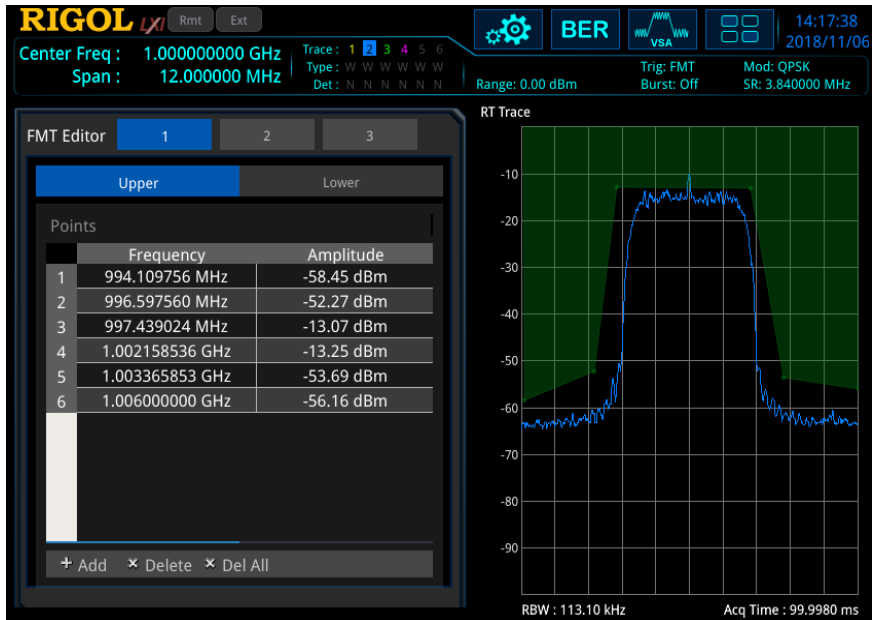 RIGOL LXI Rmt Ext
Center Freq : 1.000000000 GHz
Span : 12.000000 MHz
Trace : 1 2 3 4 5 6
Type : W W W W W W
Det : N N N N N N
BER
VSA
14:17:38
2018/11/06
Range: 0.00 dBm
Trig: FMT
Burst: Off
Mod: QPSK
SR: 3.840000 MHz
FMT Editor 1 2 3
Upper Lower
Points
Frequency Amplitude
1 994.109756 MHz -58.45 dBm
2 996.597560 MHz -52.27 dBm
3 997.439024 MHz -13.07 dBm
4 1.002158536 GHz -13.25 dBm
5 1.003365853 GHz -53.69 dBm
6 1.006000000 GHz -56.16 dBm
+ Add × Delete × Del All
RT Trace
-10
-20
-30
-40
-50
-60
-70
-80
-90
RBW : 113.10 kHz Acq Time : 99.9980 ms